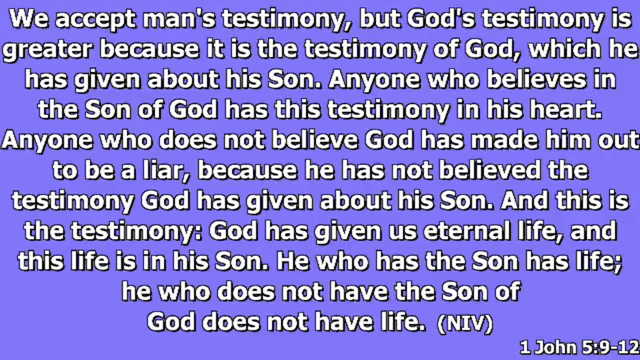 We accept man's testimony, but God's testimony is
greater because it is the testimony of God, which he
has given about his Son. Anyone who believes in
the Son of God has this testimony in his heart.
Anyone who does not believe God has made him out
to be a liar, because he has not believed the
testimony God has given about his Son. And this is
the testimony: God has given us eternal life, and
this life is in his Son. He who has the Son has life;
he who does not have the Son of
God does not have life. (NIV)
1 John 5:9-12